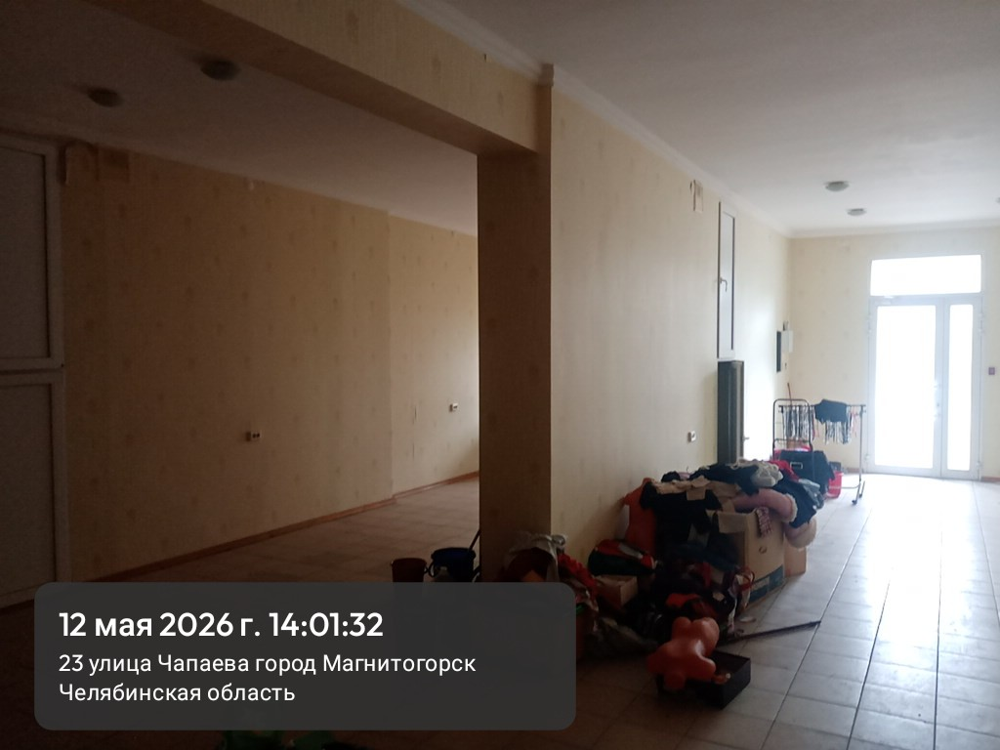 12 мая 2026 г. 14:01:32
23 улица Чапаева город Магнитогорск
Челябинская область